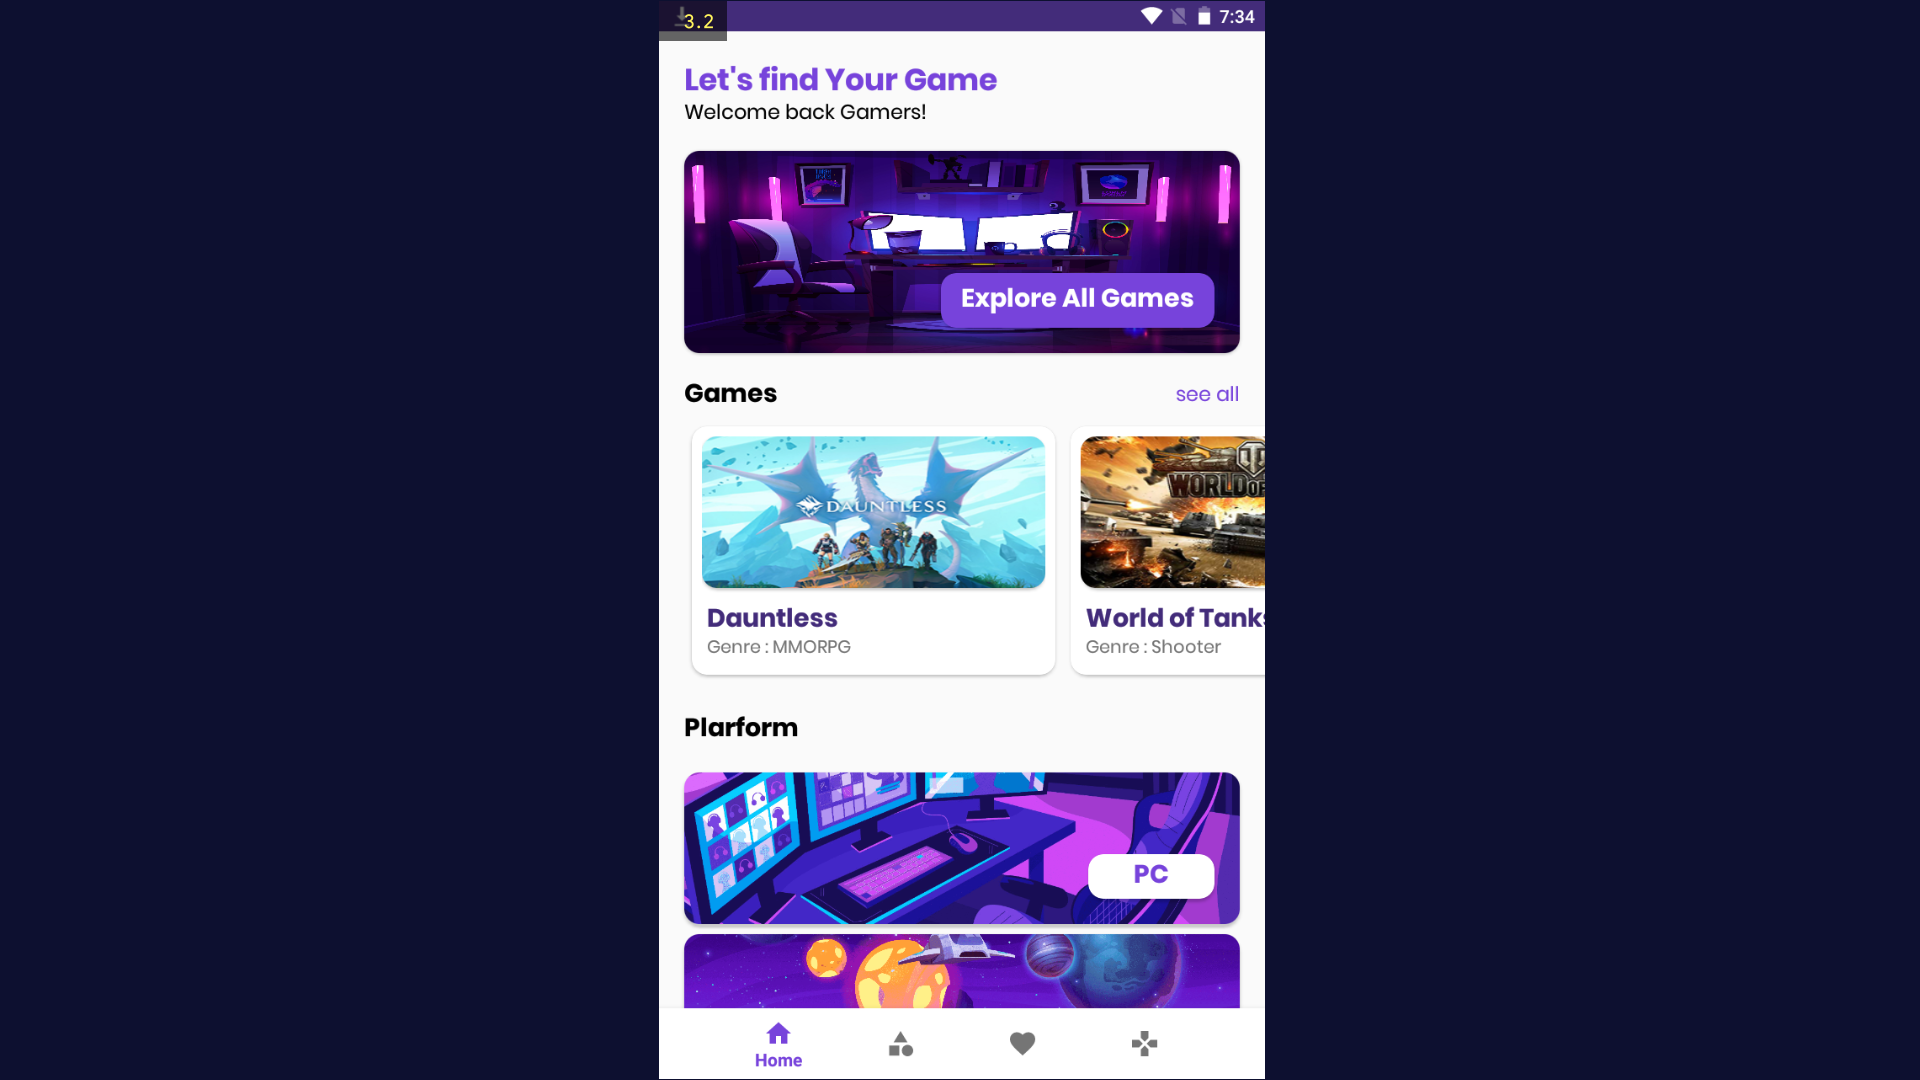 3.2
7:34
Let's find Your Game
Welcome back Gamers!
Explore All Games
Games
see all
DAUNTLESS
WORLD OF
Dauntless
Genre : MMORPG
World of Tanks
Genre : Shooter
Plarform
PC
Home